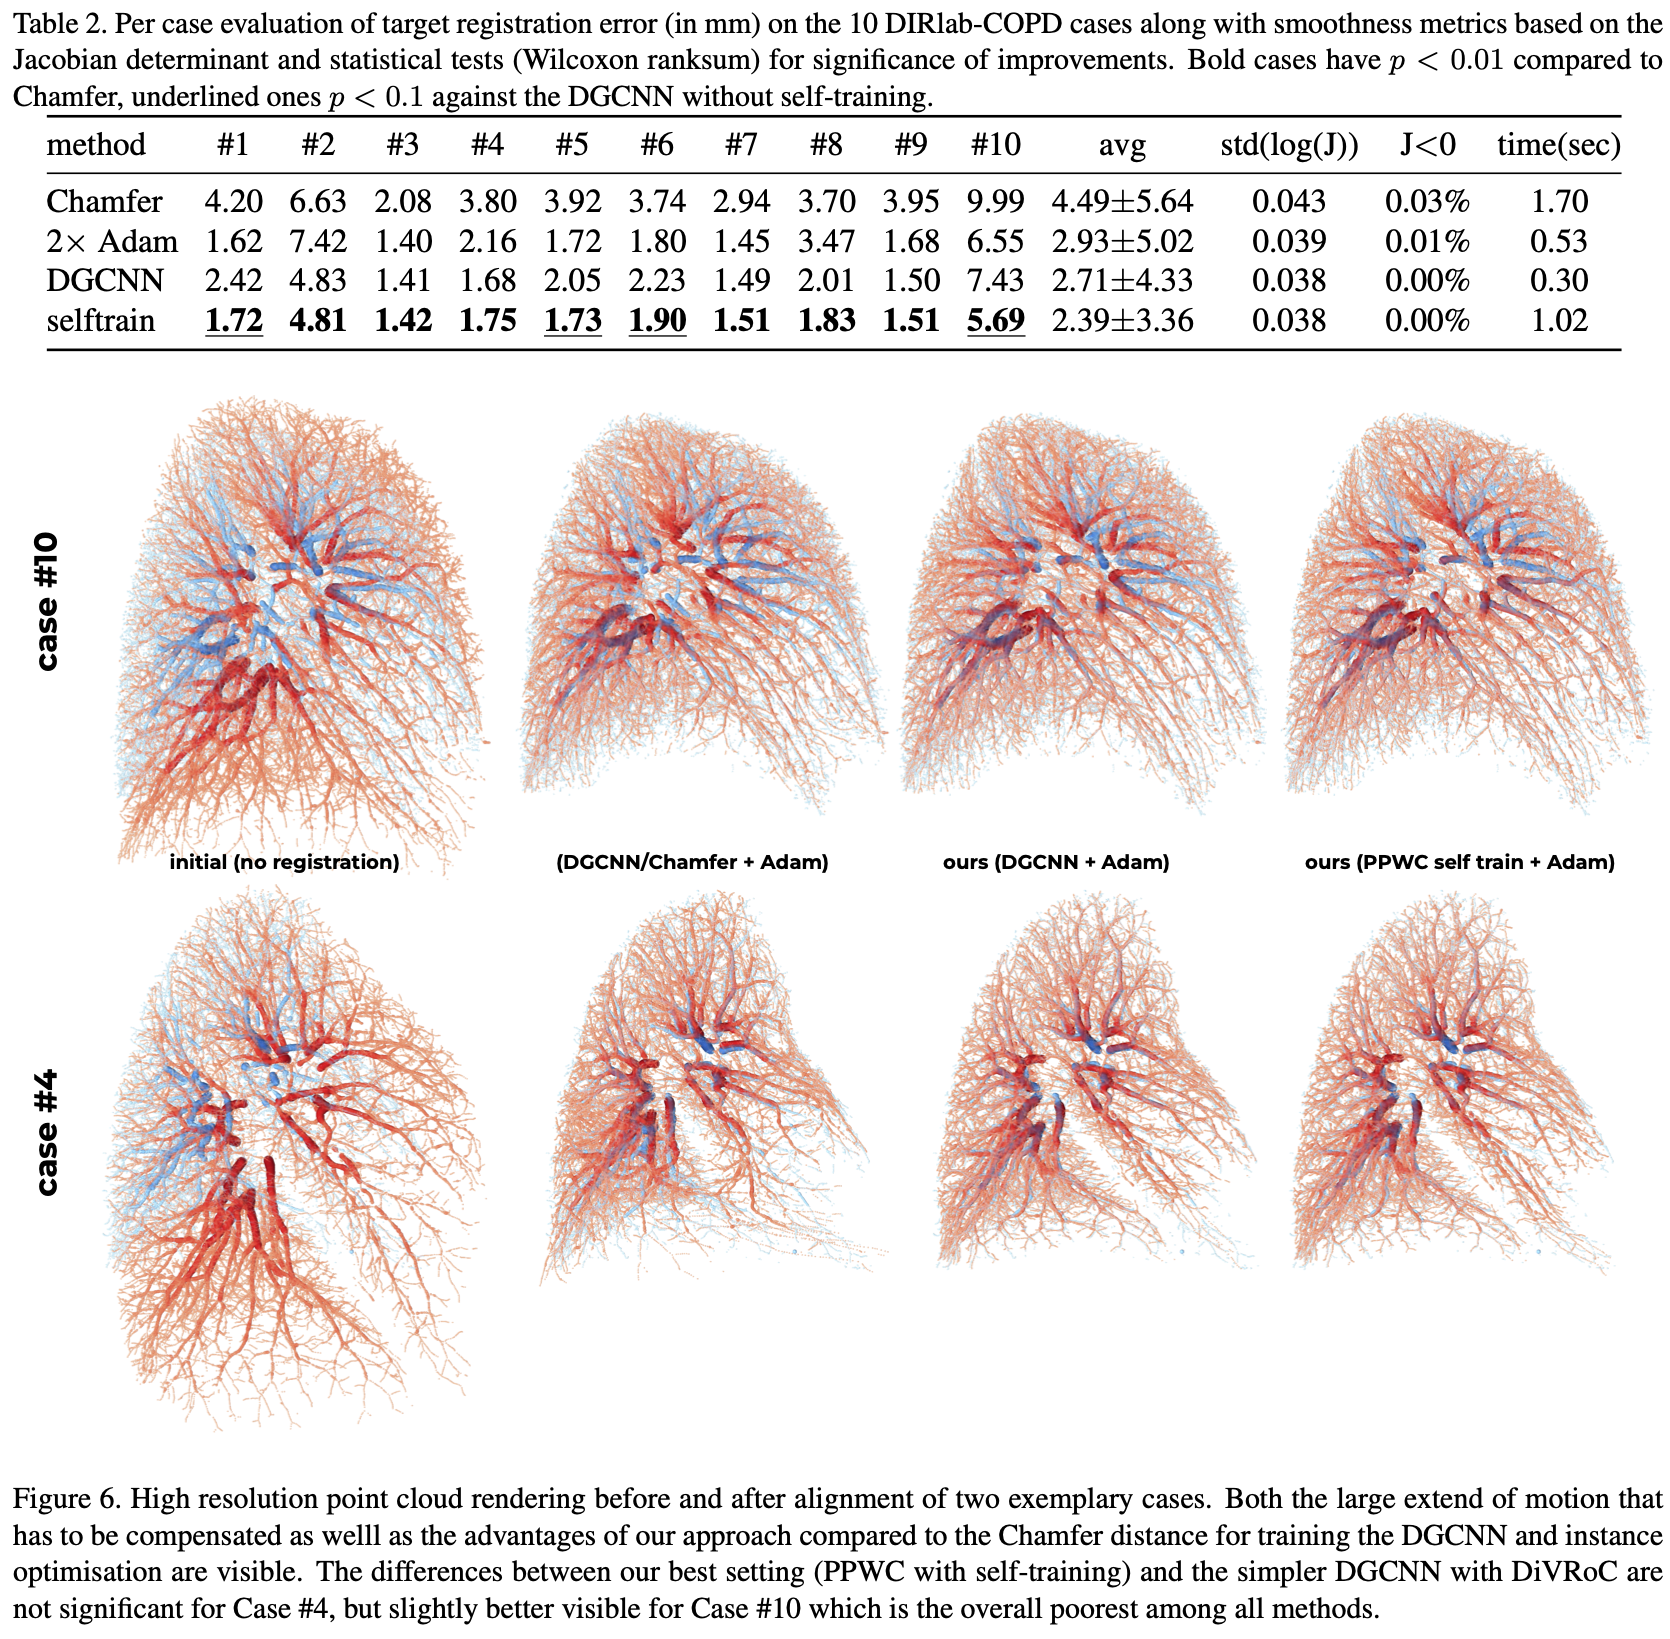 Table 2. Per case evaluation of target registration error (in mm) on the 10 DIRlab-COPD cases along with smoothness metrics based on the
Jacobian determinant and statistical tests (Wilcoxon ranksum) for significance of improvements. Bold cases have p < 0.01 compared to
Chamfer, underlined ones p < 0.1 against the DGCNN without self-training.
method #1 #2 #3 #4 #5 #6 #7 #8 #9 #10 avg std(log(J)) J<0 time(sec)
Chamfer 4.20 6.63 2.08 3.80 3.92 3.74 2.94 3.70 3.95 9.99 4.49±5.64 0.043 0.03% 1.70
2× Adam 1.62 7.42 1.40 2.16 1.72 1.80 1.45 3.47 1.68 6.55 2.93±5.02 0.039 0.01% 0.53
DGCNN 2.42 4.83 1.41 1.68 2.05 2.23 1.49 2.01 1.50 7.43 2.71±4.33 0.038 0.00% 0.30
selftrain 1.72 4.81 1.42 1.75 1.73 1.90 1.51 1.83 1.51 5.69 2.39±3.36 0.038 0.00% 1.02
case #10
initial (no registration) (DGCNN/Chamfer + Adam) ours (DGCNN + Adam) ours (PPWC self train + Adam)
case #4
Figure 6. High resolution point cloud rendering before and after alignment of two exemplary cases. Both the large extend of motion that
has to be compensated as welll as the advantages of our approach compared to the Chamfer distance for training the DGCNN and instance
optimisation are visible. The differences between our best setting (PPWC with self-training) and the simpler DGCNN with DiVRoC are
not significant for Case #4, but slightly better visible for Case #10 which is the overall poorest among all methods.